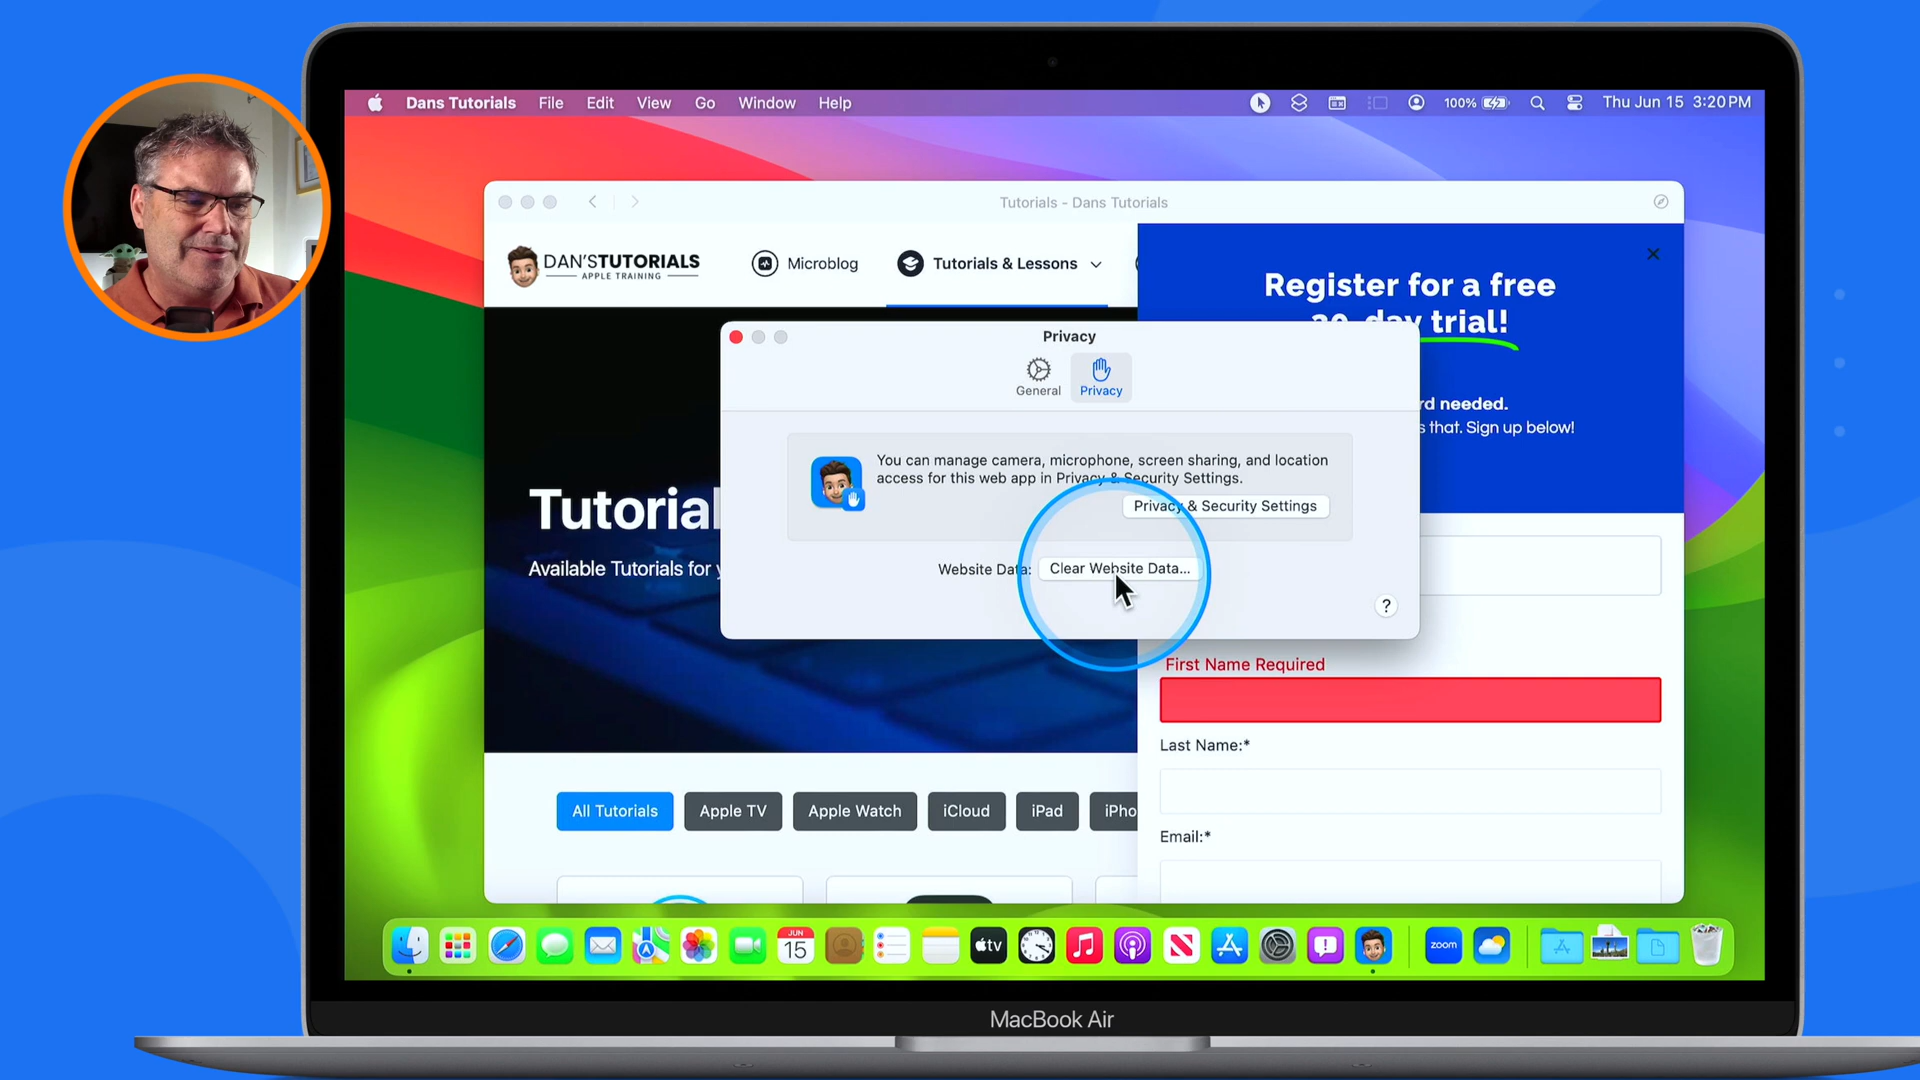 Dans Tutorials File Edit View Go Window Help
100% Thu Jun 15 3:20 PM
Tutorials - Dans Tutorials
DAN'STUTORIALS
APPLE TRAINING
Microblog
Tutorials & Lessons
Register for a free
30-day trial!
Privacy
General
Privacy
rd needed.
s that. Sign up below!
You can manage camera, microphone, screen sharing, and location
access for this web app in Privacy & Security Settings.
Privacy & Security Settings
Tutorial
Available Tutorials for y
Website Data: Clear Website Data...
?
First Name Required
Last Name:*
Email:*
All Tutorials
Apple TV
Apple Watch
iCloud
iPad
iPho
JUN
15
tv
zoom
MacBook Air